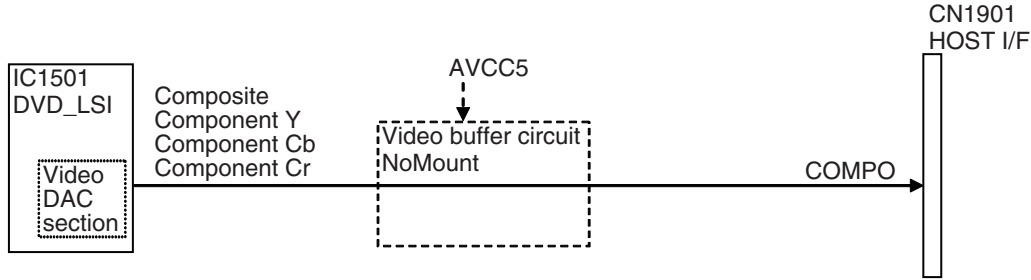 CN1901
HOST I/F
IC1501
DVD_LSI
AVCC5
Composite
Component Y
Component Cb
Component Cr
Video buffer circuit
NoMount
Video
DAC
section
COMPO